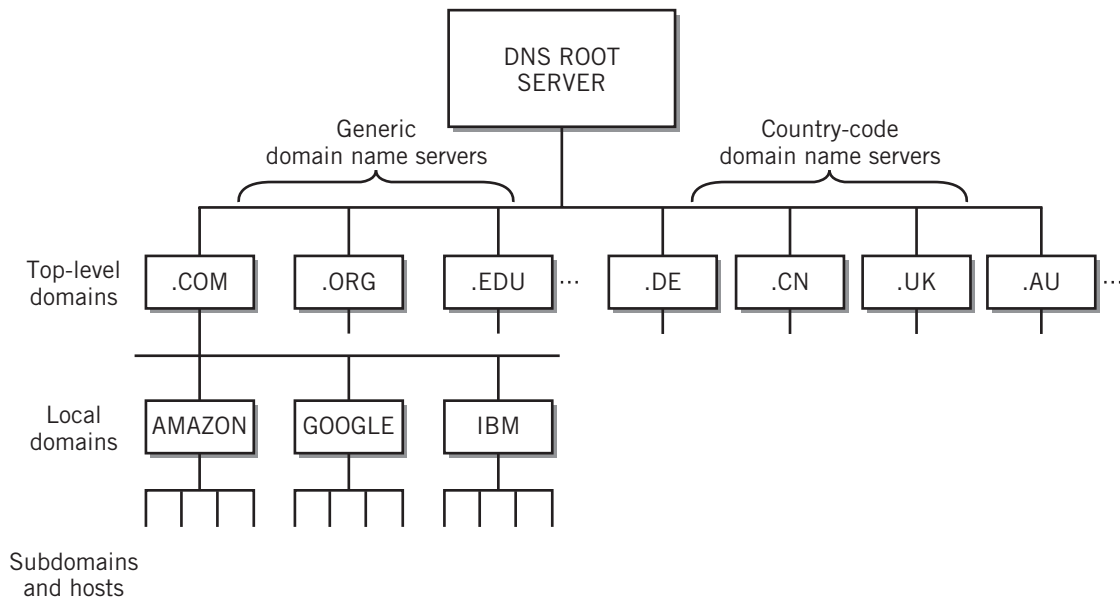 DNS ROOT
SERVER
Generic
domain name servers
Country-code
domain name servers
Top-level
domains
.COM
.ORG
.EDU
...
.DE
.CN
.UK
.AU
...
Local
domains
AMAZON
GOOGLE
IBM
Subdomains
and hosts